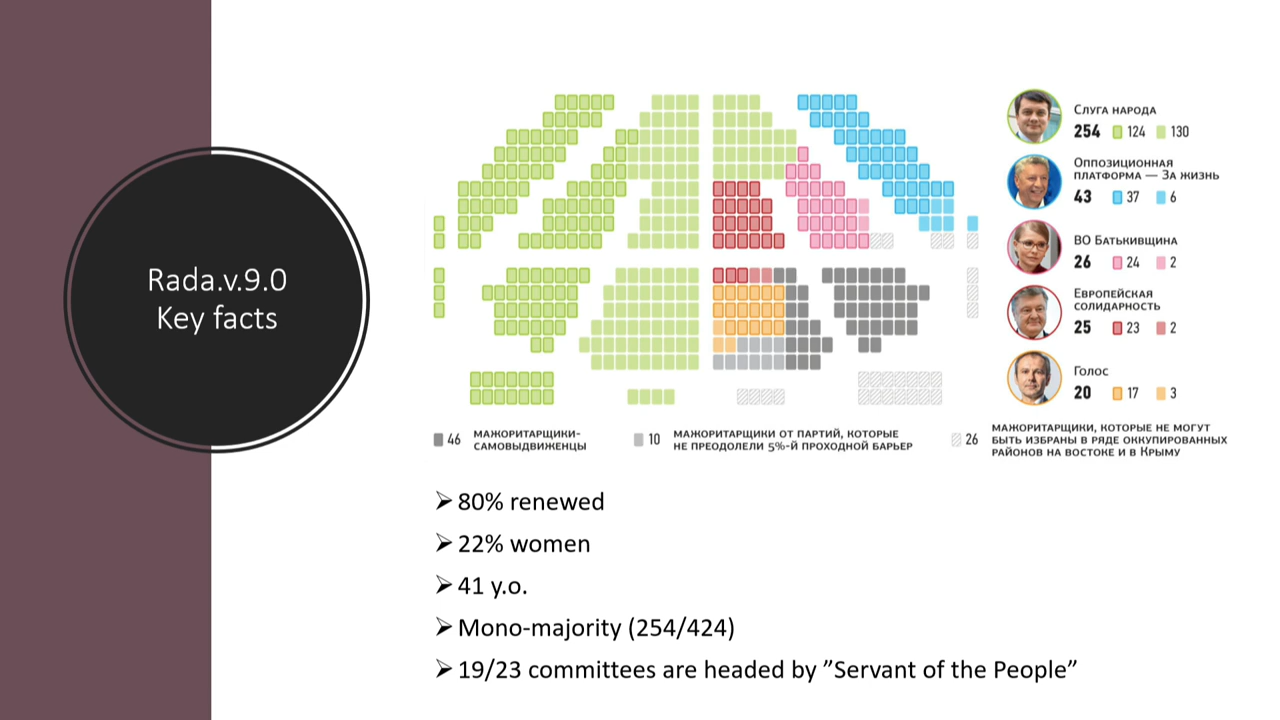 Rada.v.9.0
Key facts
Слуга народа
254 124 130
Оппозиционная
платформа — За жизнь
43 37 6
ВО Батькивщина
26 24 2
Европейская
солидарность
25 23 2
Голос
20 17 3
46 мажоритарщики-
самовыдвиженцы
10 мажоритарщики от партий, которые
не преодолели 5%-й проходной барьер
26 мажоритарщики, которые не могут
быть избраны в ряде оккупированных
районов на востоке и в Крыму
➢ 80% renewed
➢ 22% women
➢ 41 y.o.
➢ Mono-majority (254/424)
➢ 19/23 committees are headed by ”Servant of the People”